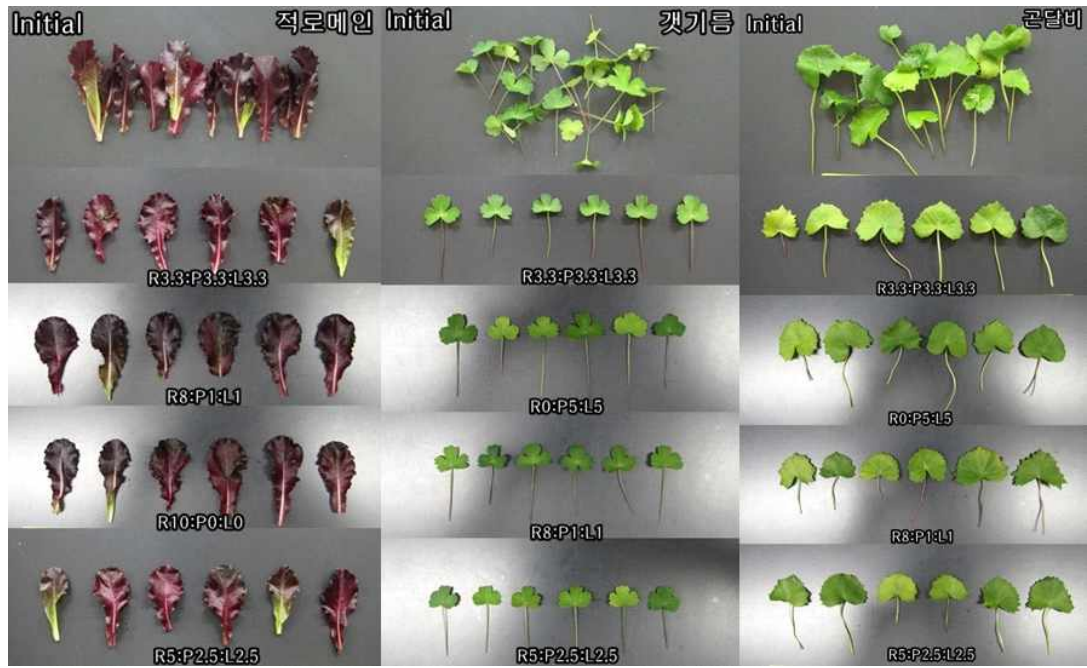 Initial 적로메인
R3.3:P3.3:L3.3
R8:P1:L1
R10:P0:L0
R5:P2.5:L2.5
Initial 갯기름
R3.3:P3.3:L3.3
R0:P5:L5
R8:P1:L1
R5:P2.5:L2.5
Initial 곤달비
R3.3:P3.3:L3.3
R0:P5:L5
R8:P1:L1
R5:P2.5:L2.5